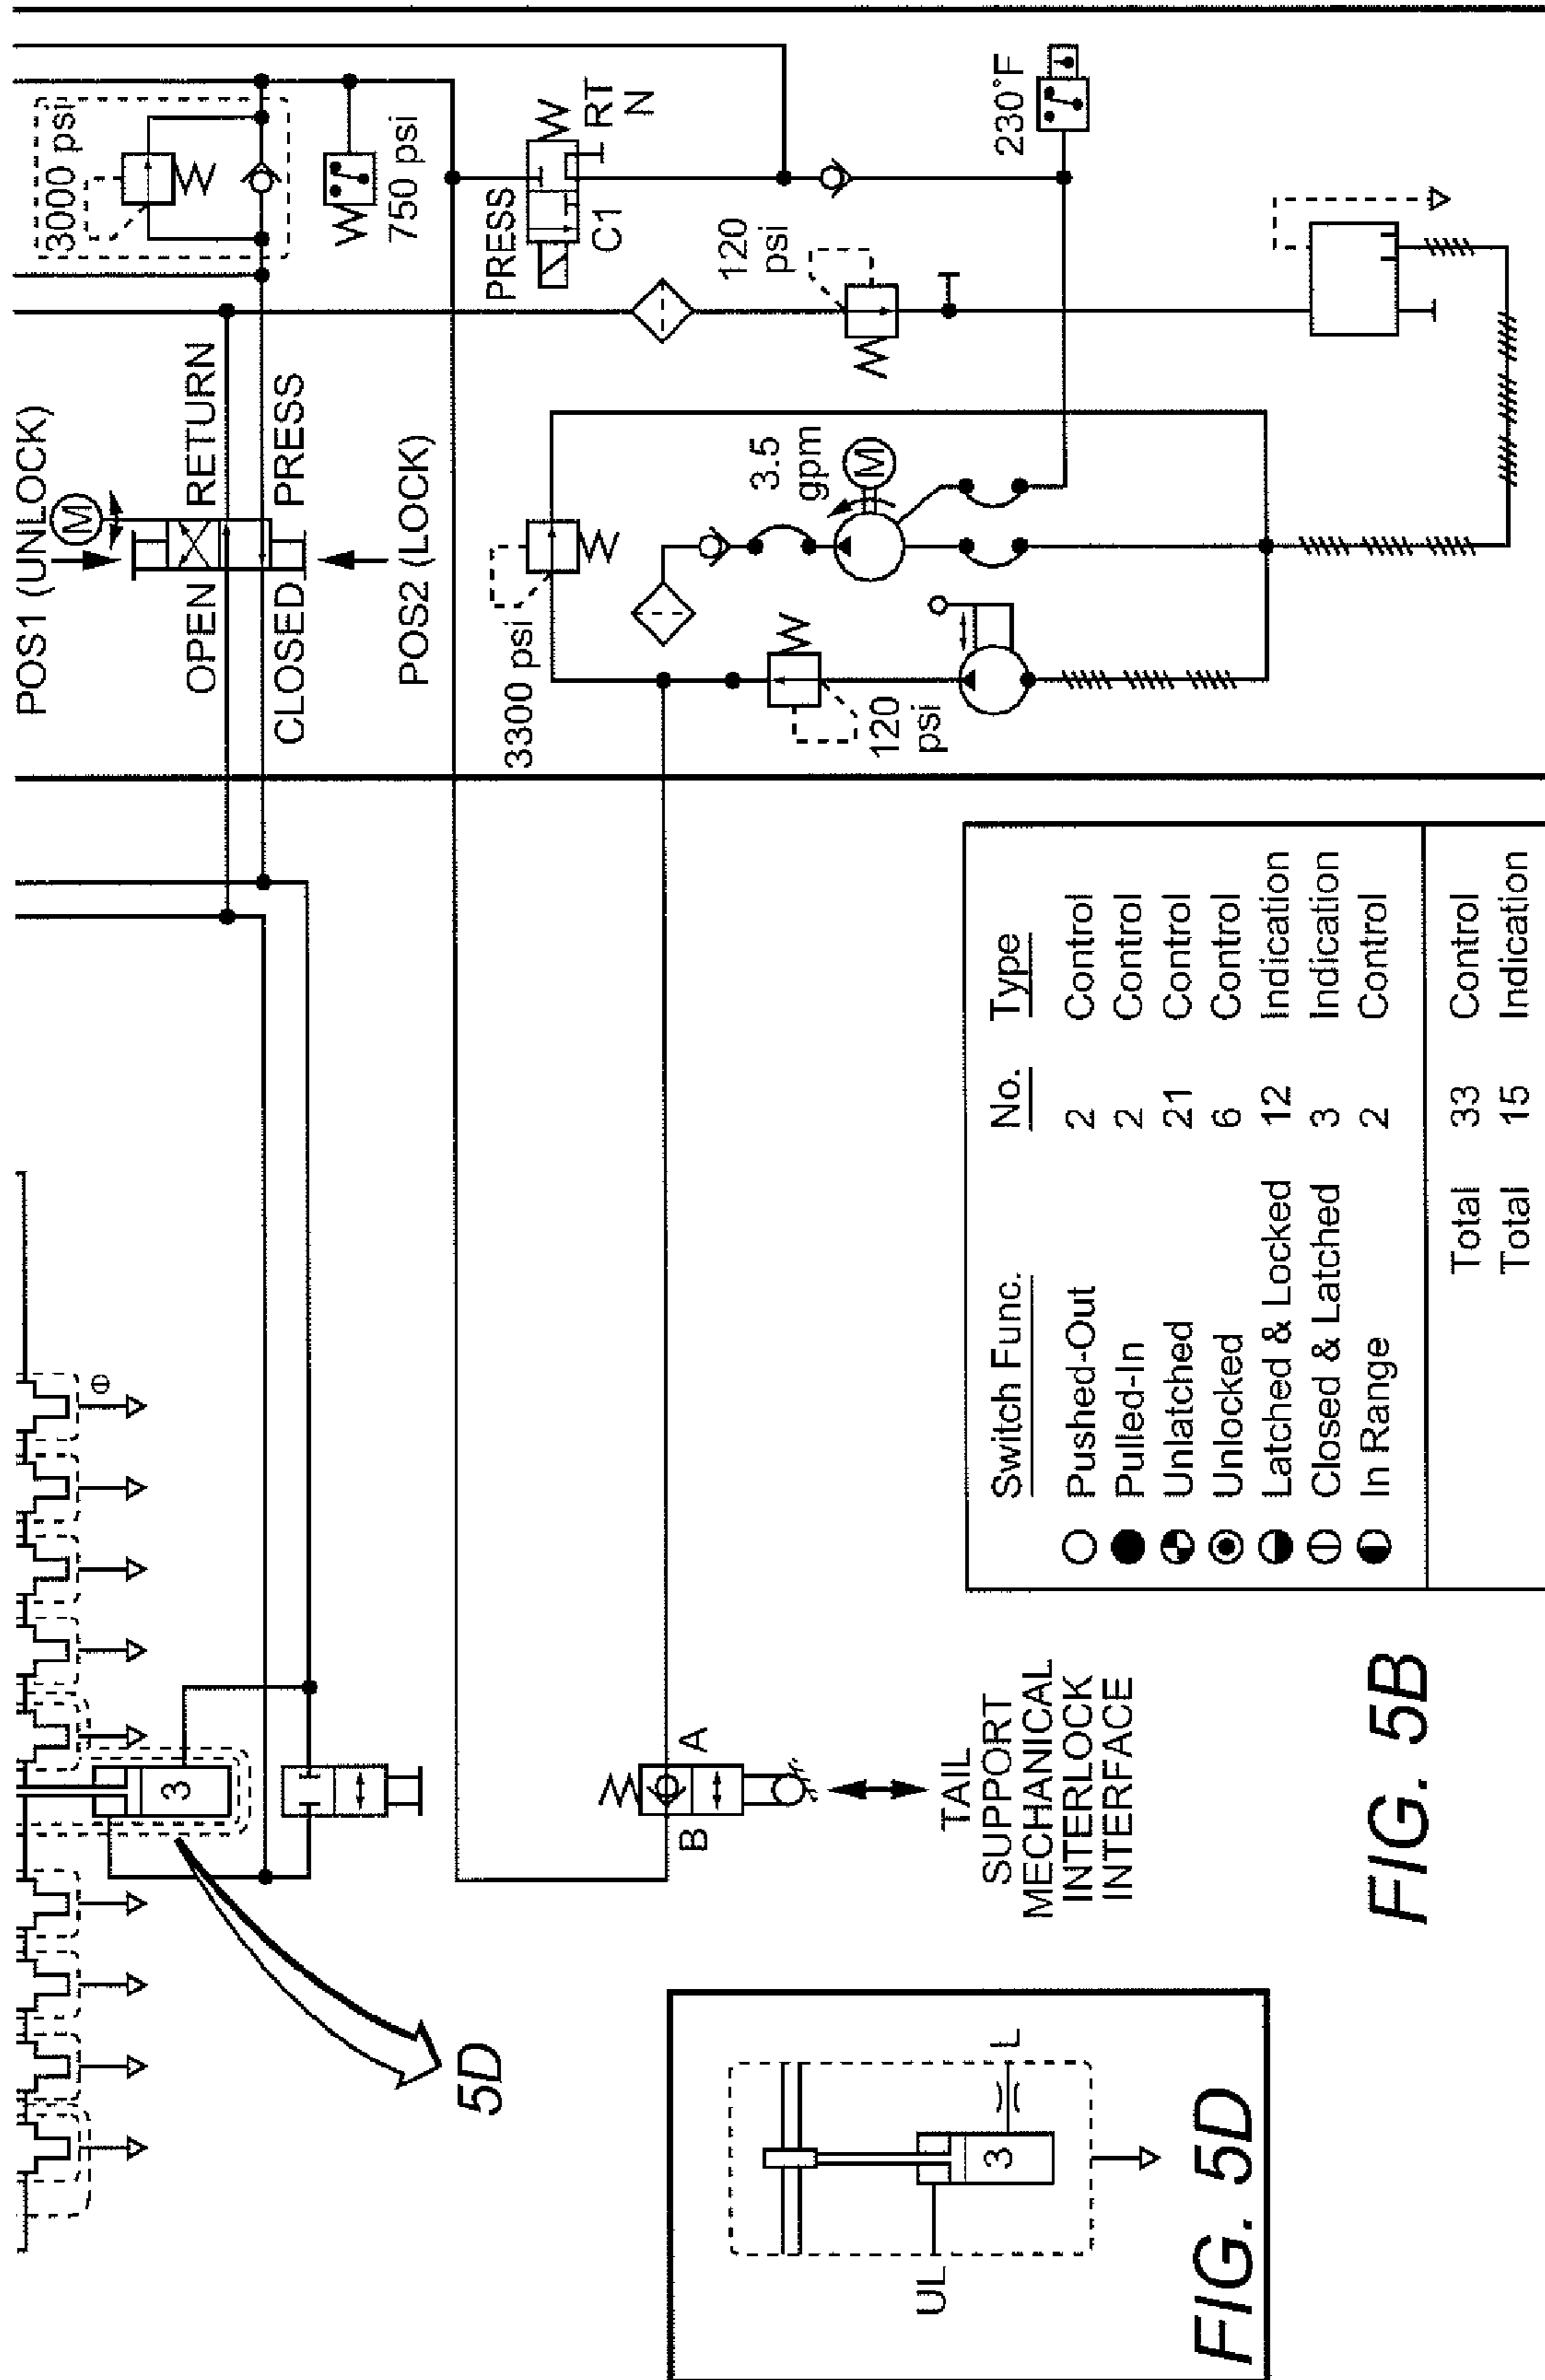 3000 psi
750 psi
POS1 (UNLOCK)
M
OPEN
RETURN
CLOSED
PRESS
POS2 (LOCK)
PRESS
RT
N
C1
120
psi
230°F
3300 psi
3.5
gpm
M
120
psi
3
5D
B
A
TAIL
SUPPORT
MECHANICAL
INTERLOCK
INTERFACE
Switch Func. No. Type
Pushed-Out 2 Control
Pulled-In 2 Control
Unlatched 21 Control
Unlocked 6 Control
Latched & Locked 12 Indication
Closed & Latched 3 Indication
In Range 2 Control
Total 33 Control
Total 15 Indication
FIG. 5B
UL
3
L
FIG. 5D